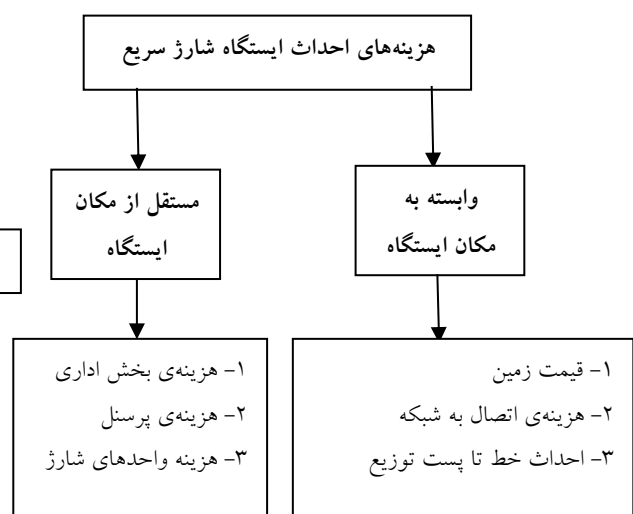 هزینه‌های احداث ایستگاه شارژ سریع
وابسته به
مکان ایستگاه
مستقل از مکان
ایستگاه
۱- قیمت زمین
۲- هزینه‌ی اتصال به شبکه
۳- احداث خط تا پست توزیع
۱- هزینه‌ی بخش اداری
۲- هزینه‌ی پرسنل
۳- هزینه واحدهای شارژ